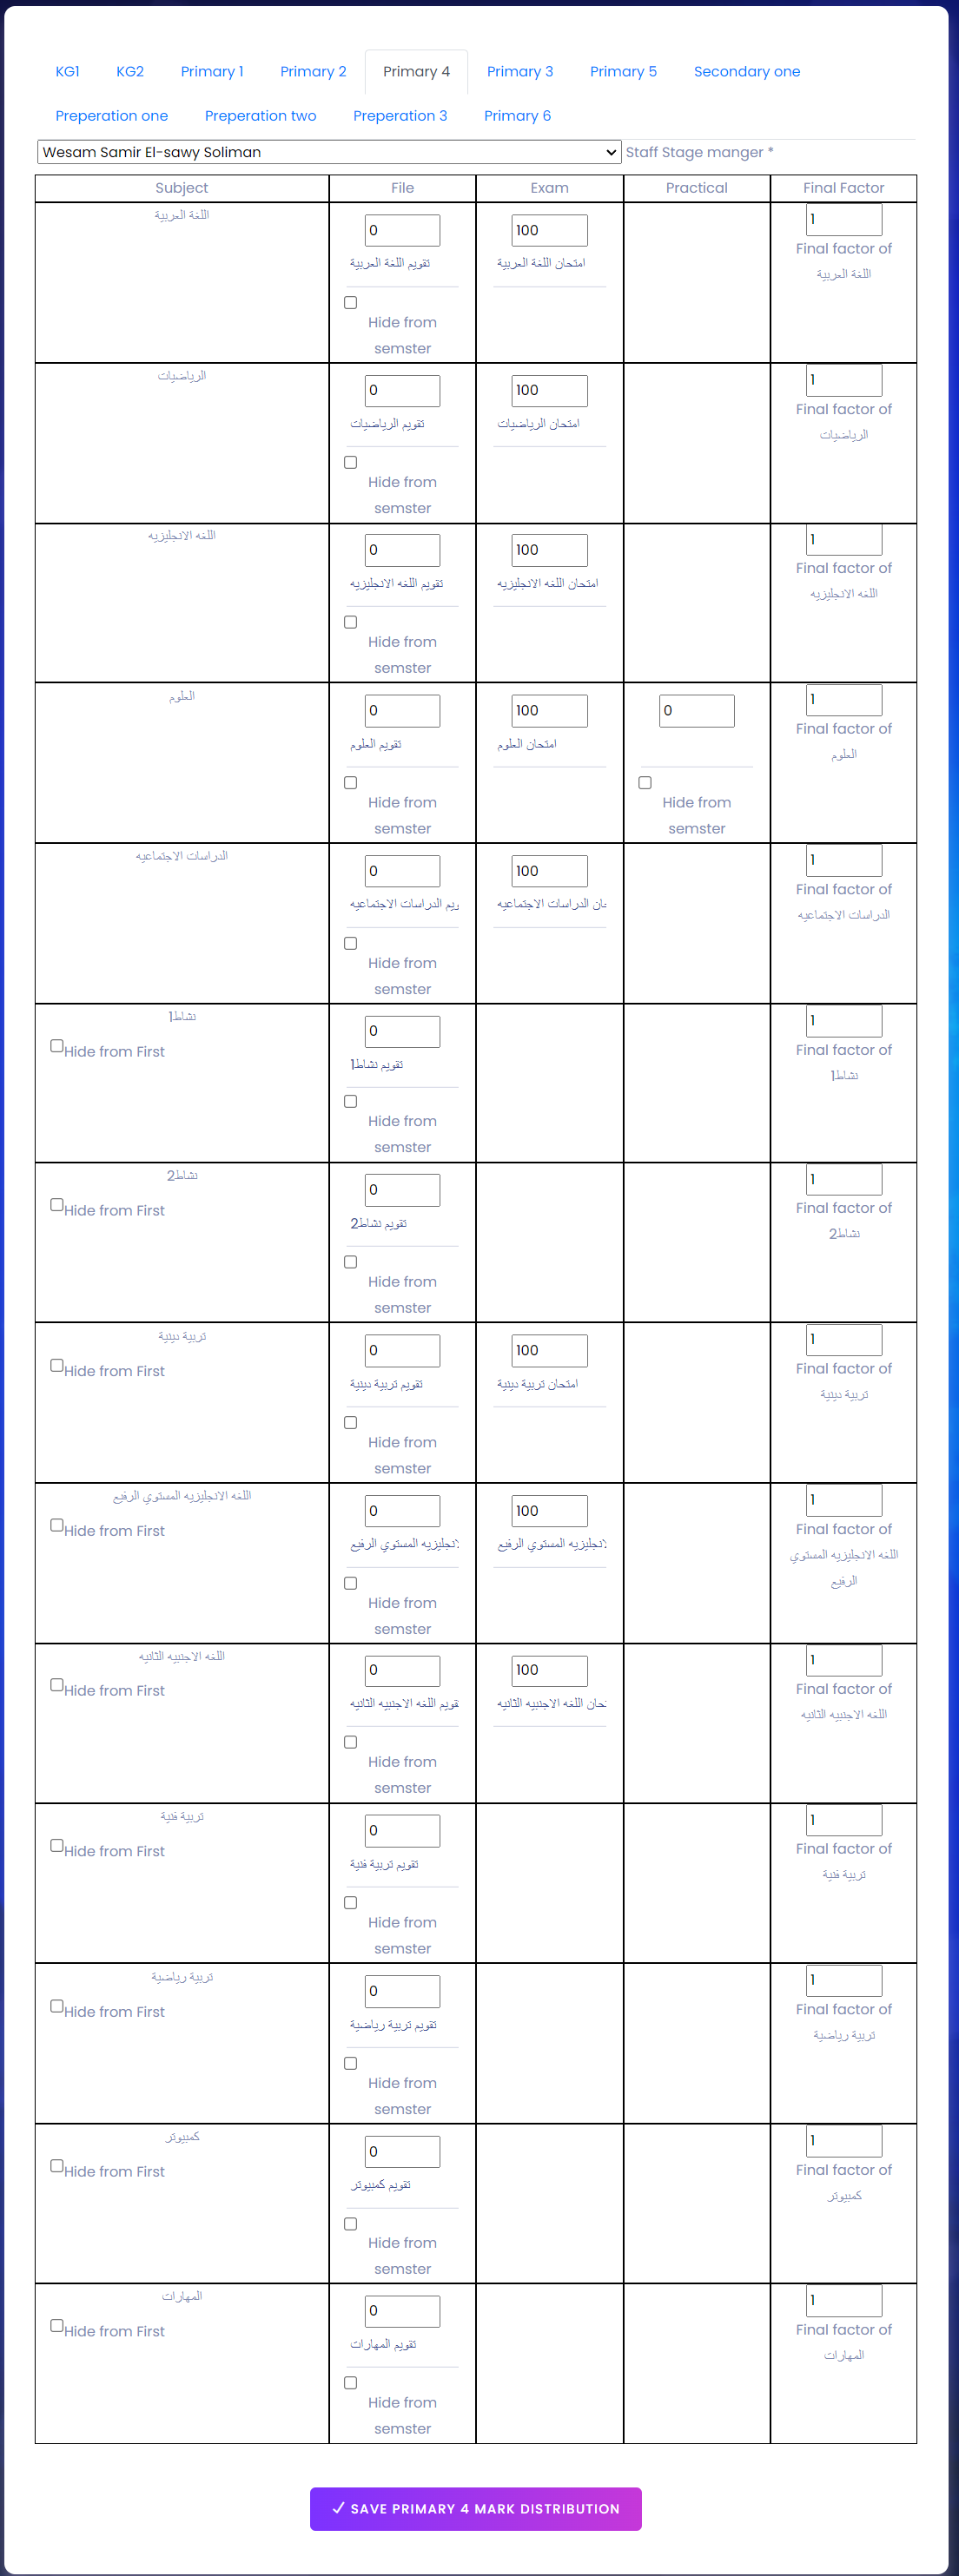 KG1 KG2 Primary 1 Primary 2 Primary 4 Primary 3 Primary 5 Secondary one
Preperation one Preperation two Preperation 3 Primary 6
Wesam Samir El-sawy Soliman Staff Stage manger *
Subject File Exam Practical Final Factor
اللغة العربية 0 100 1
تقويم اللغة العربية امتحان اللغة العربية Final factor of
اللغة العربية
Hide from
semster
الرياضيات 0 100 1
تقويم الرياضيات امتحان الرياضيات Final factor of
الرياضيات
Hide from
semster
اللغه الانجليزيه 0 100 1
تقويم اللغه الانجليزيه امتحان اللغه الانجليزيه Final factor of
اللغه الانجليزيه
Hide from
semster
العلوم 0 100 0 1
تقويم العلوم امتحان العلوم Final factor of
العلوم
Hide from Hide from
semster semster
الدراسات الاجتماعيه 0 100 1
الدراسات الاجتماعيه الدراسات الاجتماعيه Final factor of
الدراسات الاجتماعيه
Hide from
semster
نشاط1 0 1
Hide from First
تقويم نشاط1 Final factor of
نشاط1
Hide from
semster
نشاط2 0 1
Hide from First
تقويم نشاط2 Final factor of
نشاط2
Hide from
semster
تربية دينية 0 100 1
Hide from First
تقويم تربية دينية امتحان تربية دينية Final factor of
تربية دينية
Hide from
semster
اللغه الانجليزيه المستوي الرفيع 0 100 1
Hide from First
المستوي الرفيع المستوي الرفيع Final factor of
اللغه الانجليزيه المستوي
الرفيع
Hide from
semster
اللغه الاجنبيه الثانيه 0 100 1
Hide from First
اللغه الاجنبيه الثانيه اللغه الاجنبيه الثانيه Final factor of
اللغه الاجنبيه الثانيه
Hide from
semster
تربية فنية 0 1
Hide from First
تقويم تربية فنية Final factor of
تربية فنية
Hide from
semster
تربية رياضية 0 1
Hide from First
تقويم تربية رياضية Final factor of
تربية رياضية
Hide from
semster
كمبيوتر 0 1
Hide from First
تقويم كمبيوتر Final factor of
كمبيوتر
Hide from
semster
المهارات 0 1
Hide from First
تقويم المهارات Final factor of
المهارات
Hide from
semster
SAVE PRIMARY 4 MARK DISTRIBUTION